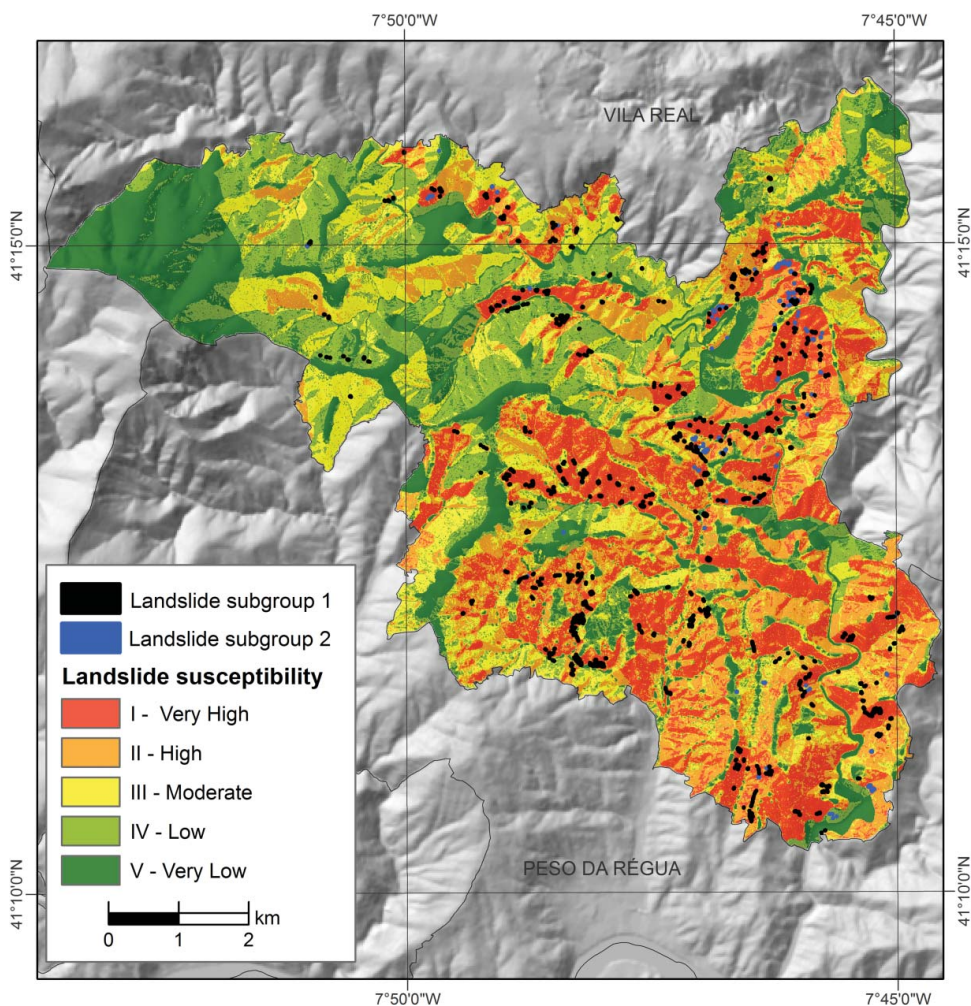 7°50'0"W
7°45'0"W
VILA REAL
41°15'0"N
41°15'0"N
Landslide subgroup 1
Landslide subgroup 2
Landslide susceptibility
I - Very High
II - High
III - Moderate
IV - Low
V - Very Low
km
0 1 2
PESO DA RÉGUA
41°10'0"N
41°10'0"N
7°50'0"W
7°45'0"W